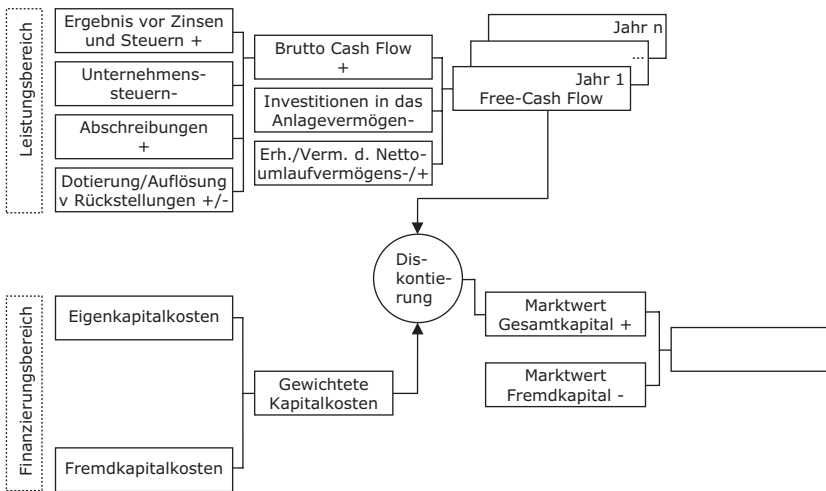 Leistungsbereich
Ergebnis vor Zinsen
und Steuern +
Unternehmens-
steuern-
Abschreibungen
+
Dotierung/Auflösung
v Rückstellungen +/-
Brutto Cash Flow
+
Investitionen in das
Anlagevermögen-
Erh./Verm. d. Netto-
umlaufvermögens-/+
Jahr n
...
Jahr 1
Free-Cash Flow
Dis-
kontie-
rung
Finanzierungsbereich
Eigenkapitalkosten
Fremdkapitalkosten
Gewichtete
Kapitalkosten
Marktwert
Gesamtkapital +
Marktwert
Fremdkapital -